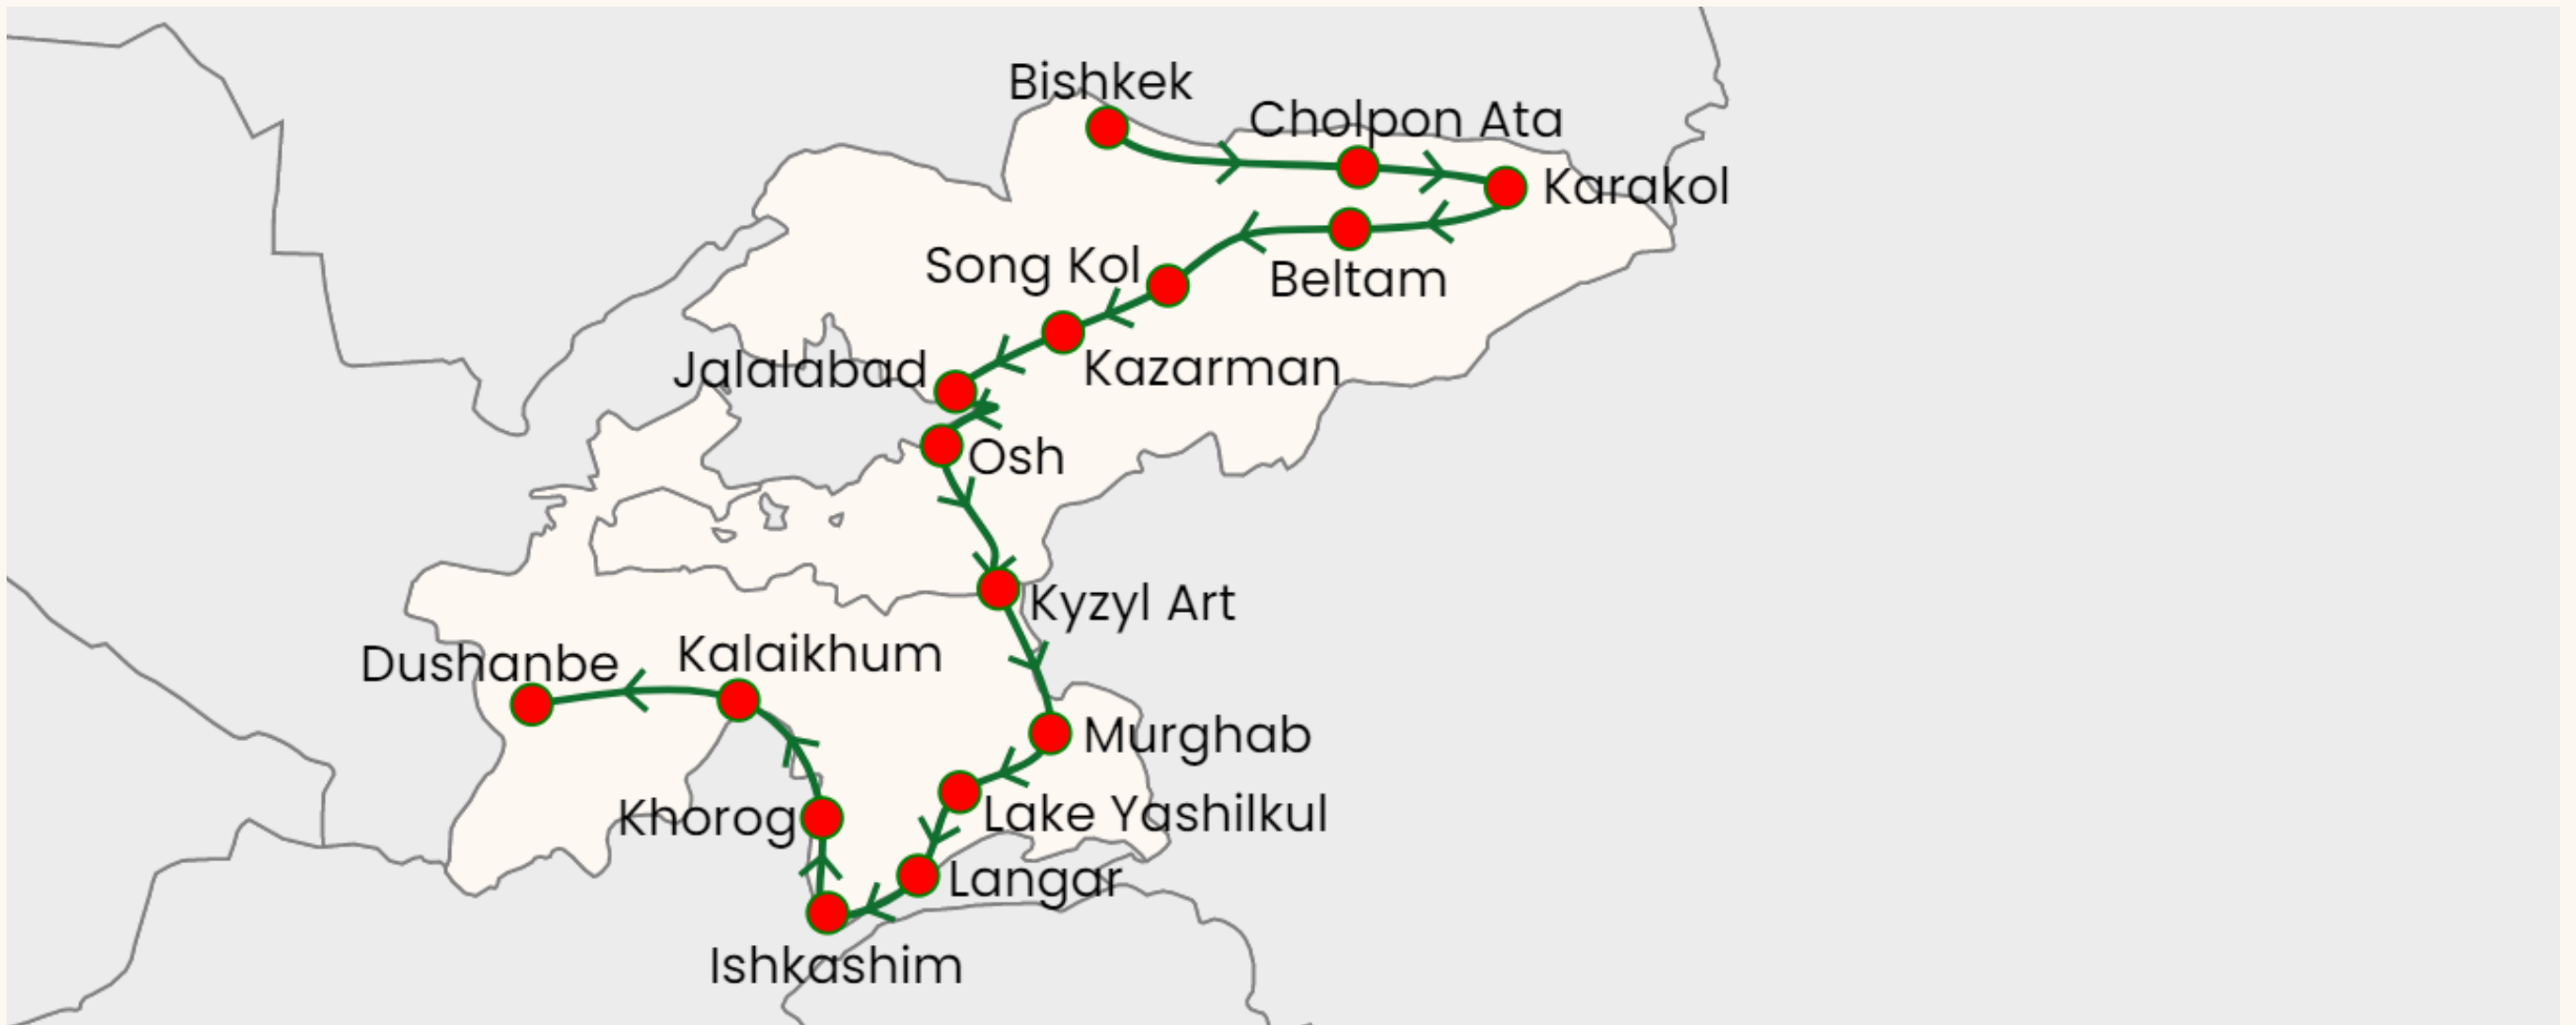 Bishkek
Cholpon Ata
Karakol
Song Kol
Beltam
Jalalabad
Kazarman
Osh
Kyzyl Art
Dushanbe
Kalaikhum
Murghab
Khorog
Lake Yashilkul
Langar
Ishkashim